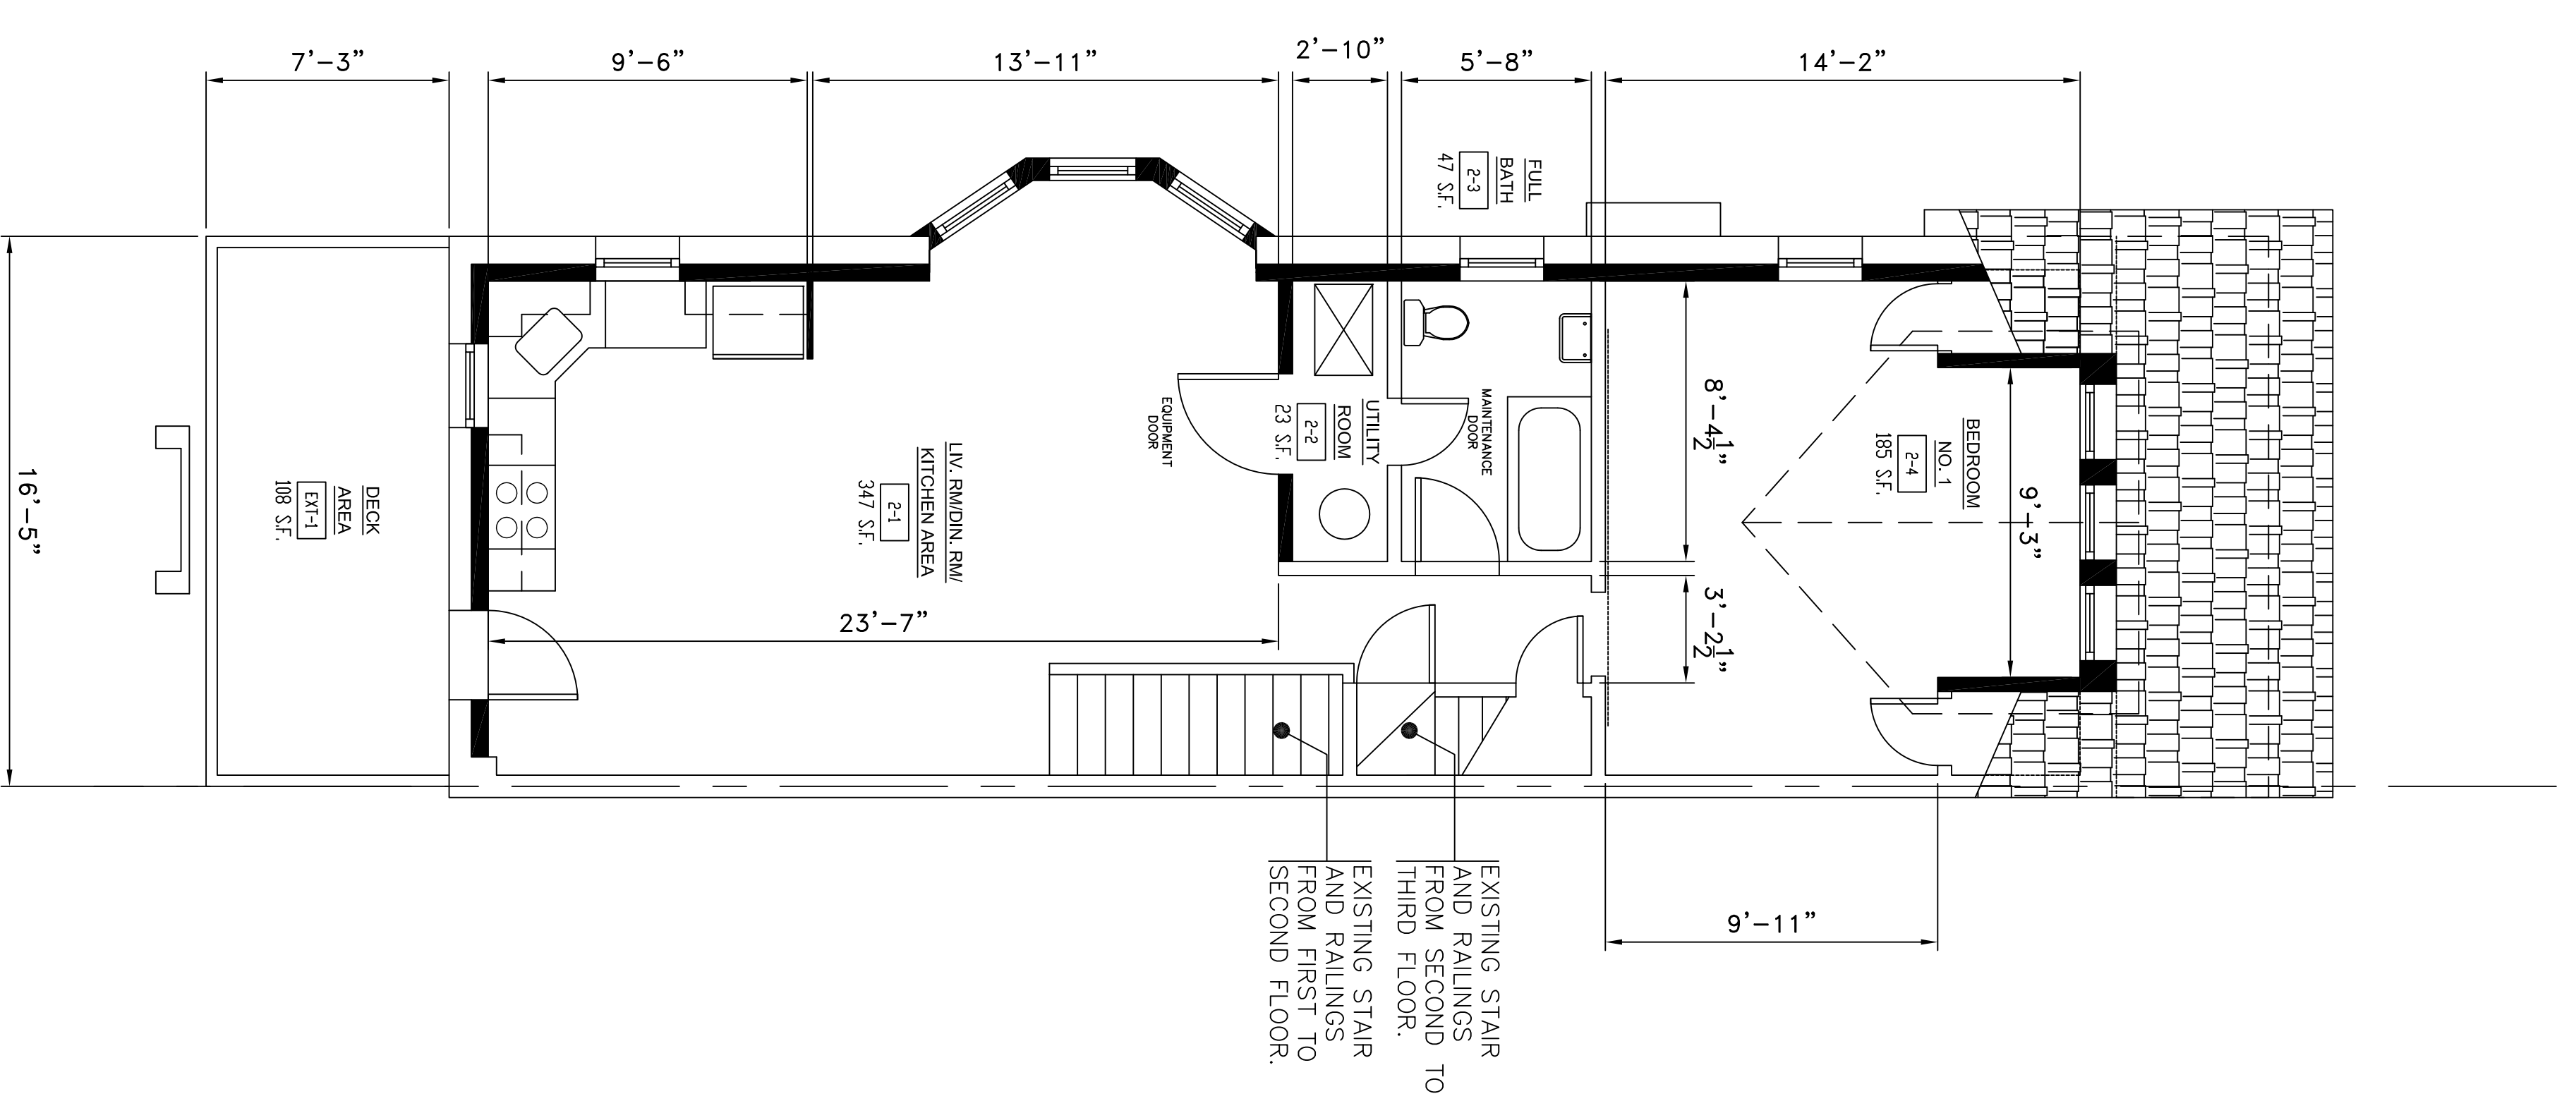 7'-3"
9'-6"
13'-11"
2'-10"
5'-8"
14'-2"
FULL
BATH
2-3
47 S.F.
8'-4½"
3'-2½"
BEDROOM
NO. 1
2-4
185 S.F.
9'-3"
MAINTENANCE
DOOR
UTILITY
ROOM
2-2
23 S.F.
EQUIPMENT
DOOR
LIV. RM/DIN. RM/
KITCHEN AREA
2-1
347 S.F.
23'-7"
DECK
AREA
EXT-1
108 S.F.
16'-5"
9'-11"
EXISTING STAIR
AND RAILINGS
FROM SECOND TO
THIRD FLOOR.
EXISTING STAIR
AND RAILINGS
FROM FIRST TO
SECOND FLOOR.